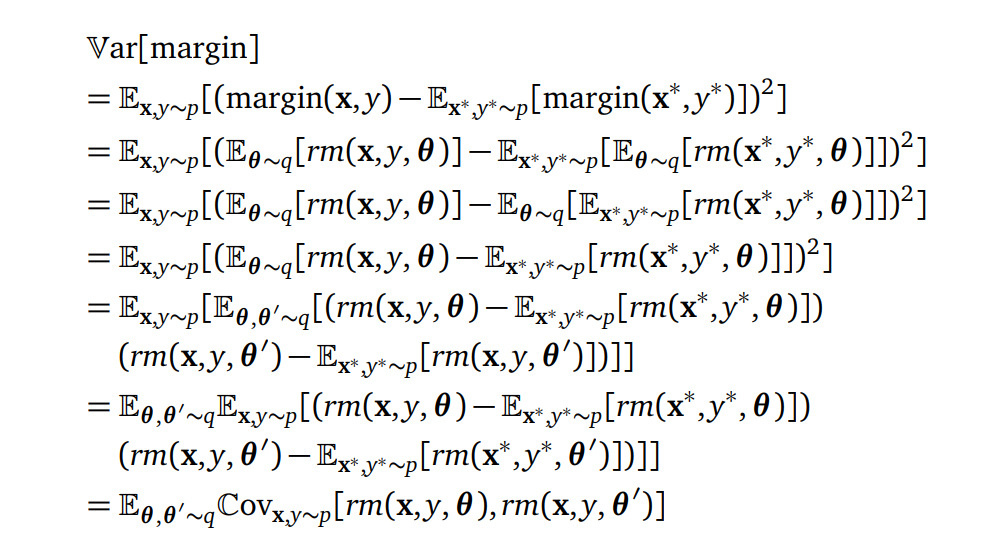 𝕍ar[margin]
= 𝔼_{𝐱,y∼p}[(margin(𝐱,y) − 𝔼_{𝐱*,y*∼p}[margin(𝐱*,y*)])²]
= 𝔼_{𝐱,y∼p}[(𝔼_{𝜽∼q}[rm(𝐱,y,𝜽)] − 𝔼_{𝐱*,y*∼p}[𝔼_{𝜽∼q}[rm(𝐱*,y*,𝜽)]])²]
= 𝔼_{𝐱,y∼p}[(𝔼_{𝜽∼q}[rm(𝐱,y,𝜽)] − 𝔼_{𝜽∼q}[𝔼_{𝐱*,y*∼p}[rm(𝐱*,y*,𝜽)]])²]
= 𝔼_{𝐱,y∼p}[(𝔼_{𝜽∼q}[rm(𝐱,y,𝜽) − 𝔼_{𝐱*,y*∼p}[rm(𝐱*,y*,𝜽)]])²]
= 𝔼_{𝐱,y∼p}[𝔼_{𝜽,𝜽′∼q}[(rm(𝐱,y,𝜽) − 𝔼_{𝐱*,y*∼p}[rm(𝐱*,y*,𝜽)])
(rm(𝐱,y,𝜽′) − 𝔼_{𝐱*,y*∼p}[rm(𝐱,y,𝜽′)])]]
= 𝔼_{𝜽,𝜽′∼q}𝔼_{𝐱,y∼p}[(rm(𝐱,y,𝜽) − 𝔼_{𝐱*,y*∼p}[rm(𝐱*,y*,𝜽)])
(rm(𝐱,y,𝜽′) − 𝔼_{𝐱*,y*∼p}[rm(𝐱*,y*,𝜽′)])]]
= 𝔼_{𝜽,𝜽′∼q}ℂov_{𝐱,y∼p}[rm(𝐱,y,𝜽),rm(𝐱,y,𝜽′)]